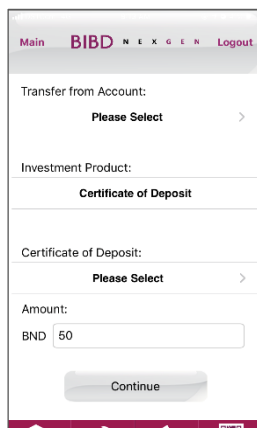 Main BIBD NEXGEN Logout
Transfer from Account:
Please Select
Investment Product:
Certificate of Deposit
Certificate of Deposit:
Please Select
Amount:
BND 50
Continue